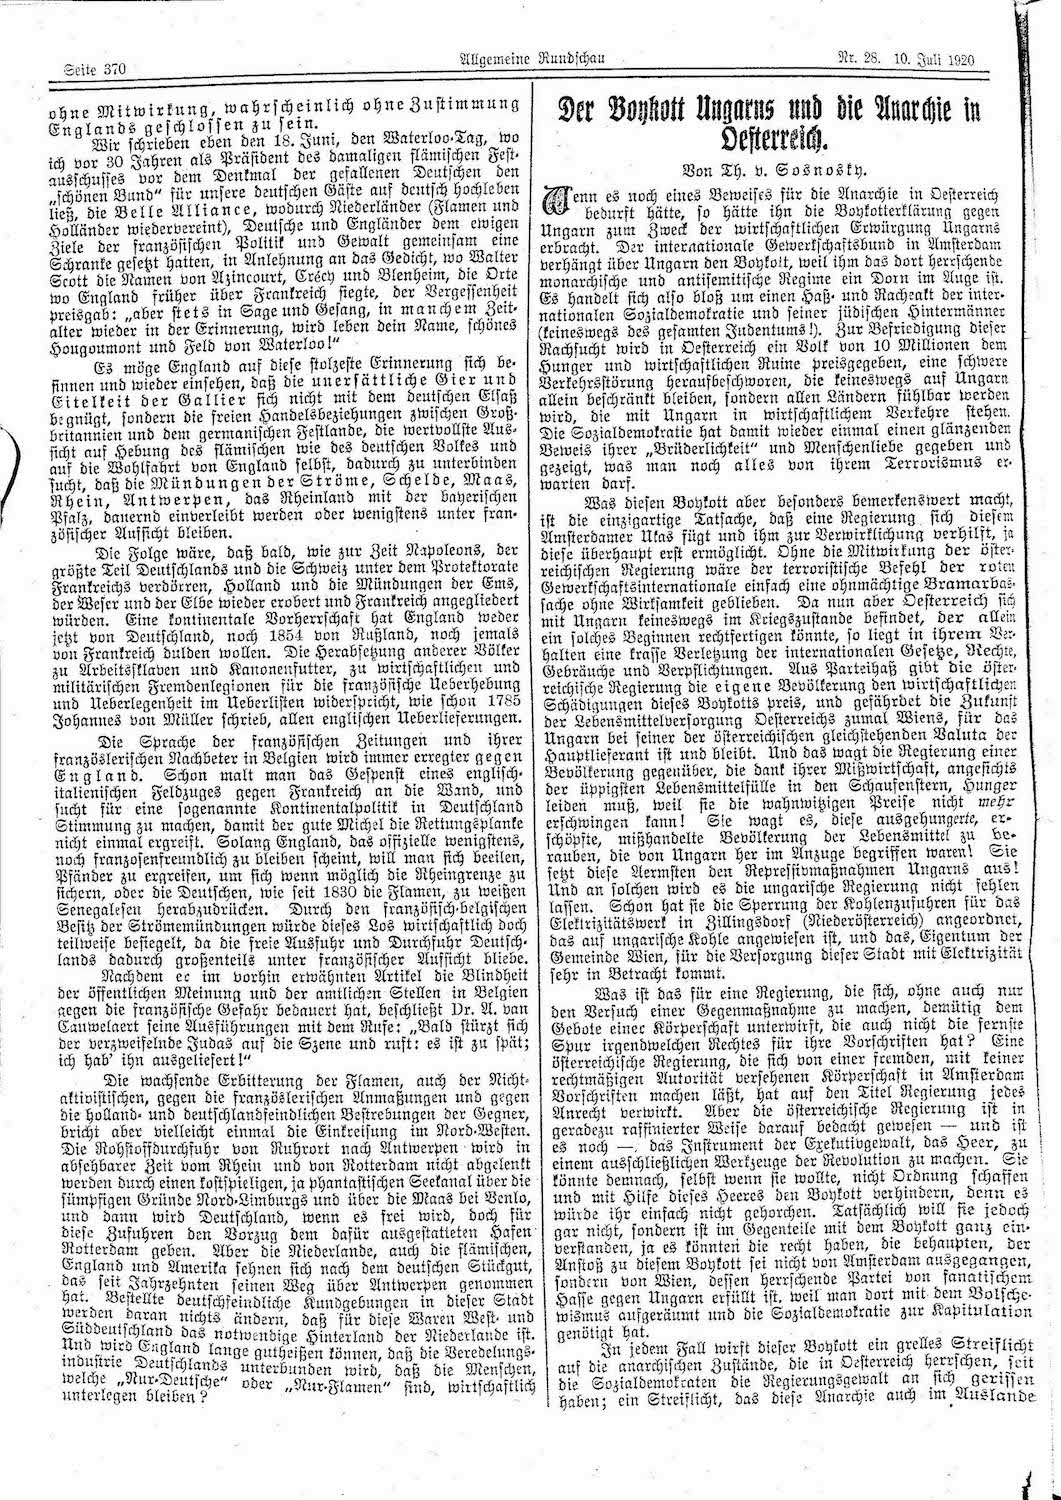 Seite 370
Allgemeine Rundschau
Nr. 28. 10. Juli 1920
ohne Mitwirkung, wahrscheinlich ohne Zustimmung
Englands geschlossen zu sein.
Wir schrieben eben den 18. Juni, den Waterloo-Tag, wo
ich vor 30 Jahren als Präsident des damaligen flämischen Fest-
ausschusses vor dem Denkmal der gefallenen Deutschen den
„schönen Bund“ für unsere deutschen Gäste auf deutsch hochleben
ließ, die Belle Alliance, wodurch Niederländer (Flamen und
Holländer wiedervereint), Deutsche und Engländer dem ewigen
Ziele der französischen Politik und Gewalt gemeinsam eine
Schranke gesetzt hatten, in Anlehnung an das Gedicht, wo Walter
Scott die Namen von Azincourt, Crécy und Blenheim, die Orte
wo England früher über Frankreich siegte, der Vergessenheit
preisgab: „aber stets in Sage und Gesang, in manchem Zeit-
alter wieder in der Erinnerung, wird leben dein Name, schönes
Hougoumont und Feld von Waterloo!“
Es möge England auf diese stolzeste Erinnerung sich be-
sinnen und wieder einsehen, daß die unersättliche Gier und
Eitelkeit der Gallier sich nicht mit dem deutschen Elsaß
begnügt, sondern die freien Handelsbeziehungen zwischen Groß-
britannien und dem germanischen Festlande, die wertvollste Aus-
sicht auf Hebung des flämischen wie des deutschen Volkes und
auf die Wohlfahrt von England selbst, dadurch zu unterbinden
sucht, daß die Mündungen der Ströme, Schelde, Maas,
Rhein, Antwerpen, das Rheinland mit der bayerischen
Pfalz, dauernd einverleibt werden oder wenigstens unter fran-
zösischer Aufsicht bleiben.
Die Folge wäre, daß bald, wie zur Zeit Napoleons, der
größte Teil Deutschlands und die Schweiz unter dem Protektorate
Frankreichs verdörren, Holland und die Mündungen der Ems,
der Weser und der Elbe wieder erobert und Frankreich angegliedert
würden. Eine kontinentale Vorherrschaft hat England weder
jetzt von Deutschland, noch 1854 von Rußland, noch jemals
von Frankreich dulden wollen. Die Herabsetzung anderer Völker
zu Arbeitssklaven und Kanonenfutter, zu wirtschaftlichen und
militärischen Fremdenlegionen für die französische Ueberhebung
und Ueberlegenheit im Ueberlisten widerspricht, wie schon 1785
Johannes von Müller schrieb, allen englischen Ueberlieferungen.
Die Sprache der französischen Zeitungen und ihrer
französlerischen Nachbeter in Belgien wird immer erregter gegen
England. Schon malt man das Gespenst eines englisch-
italienischen Feldzuges gegen Frankreich an die Wand, und
sucht für eine sogenannte Kontinentalpolitik in Deutschland
Stimmung zu machen, damit der gute Michel die Rettungsplanke
nicht einmal ergreift. Solang England, das offizielle wenigstens,
noch franzosenfreundlich zu bleiben scheint, will man sich beeilen,
Pfänder zu ergreifen, um sich wenn möglich die Rheingrenze zu
sichern, oder die Deutschen, wie seit 1830 die Flamen, zu weißen
Senegalesen herabzudrücken. Durch den französisch-belgischen
Besitz der Strömemündungen würde dieses Los wirtschaftlich doch
teilweise besiegelt, da die freie Ausfuhr und Durchfuhr Deutsch-
lands dadurch großenteils unter französischer Aufsicht bliebe.
Nachdem er im vorhin erwähnten Artikel die Blindheit
der öffentlichen Meinung und der amtlichen Stellen in Belgien
gegen die französische Gefahr bedauert hat, beschließt Dr. A. van
Cauwelaert seine Ausführungen mit dem Rufe: „Bald stürzt sich
der verzweifelnde Judas auf die Szene und ruft: es ist zu spät;
ich hab' ihn ausgeliefert!“
Die wachsende Erbitterung der Flamen, auch der Nicht-
aktivistischen, gegen die französlerischen Anmaßungen und gegen
die holland- und deutschlandfeindlichen Bestrebungen der Gegner,
bricht aber vielleicht einmal die Einkreisung im Nord-Westen.
Die Rohstoffdurchfuhr von Ruhrort nach Antwerpen wird in
absehbarer Zeit vom Rhein und von Rotterdam nicht abgelenkt
werden durch einen kostspieligen, ja phantastischen Seekanal über die
sümpfigen Gründe Nord-Limburgs und über die Maas bei Venlo,
und dann wird Deutschland, wenn es frei wird, doch für
diese Zufuhren den Vorzug dem dafür ausgestatteten Hafen
Rotterdam geben. Aber die Niederlande, auch die flämischen,
England und Amerika sehnen sich nach dem deutschen Stückgut,
das seit Jahrzehnten seinen Weg über Antwerpen genommen
hat. Bestellte deutschfeindliche Kundgebungen in dieser Stadt
werden daran nichts ändern, daß für diese Waren West- und
Süddeutschland das notwendige Hinterland der Niederlande ist.
Und wird England lange gutheißen können, daß die Veredelungs-
industrie Deutschlands unterbunden wird, daß die Menschen,
welche „Nur-Deutsche“ oder „Nur-Flamen“ sind, wirtschaftlich
unterlegen bleiben?
Der Boykott Ungarns und die Anarchie in
Oesterreich.
Von Th. v. Sosnosky.
Wenn es noch eines Beweises für die Anarchie in Oesterreich
bedurft hätte, so hätte ihn die Boykotterklärung gegen
Ungarn zum Zweck der wirtschaftlichen Erwürgung Ungarns
erbracht. Der internationale Gewerkschaftsbund in Amsterdam
verhängt über Ungarn den Boykott, weil ihm das dort herrschende
monarchische und antisemitische Regime ein Dorn im Auge ist.
Es handelt sich also bloß um einen Haß- und Racheakt der inter-
nationalen Sozialdemokratie und seiner jüdischen Hintermänner
(keineswegs des gesamten Judentums!). Zur Befriedigung dieser
Rachsucht wird in Oesterreich ein Volk von 10 Millionen dem
Hunger und wirtschaftlichen Ruine preisgegeben, eine schwere
Verkehrsstörung heraufbeschworen, die keineswegs auf Ungarn
allein beschränkt bleiben, sondern allen Ländern fühlbar werden
wird, die mit Ungarn in wirtschaftlichem Verkehre stehen.
Die Sozialdemokratie hat damit wieder einmal einen glänzenden
Beweis ihrer „Brüderlichkeit“ und Menschenliebe gegeben und
gezeigt, was man noch alles von ihrem Terrorismus er-
warten darf.
Was diesen Boykott aber besonders bemerkenswert macht,
ist die einzigartige Tatsache, daß eine Regierung sich diesem
Amsterdamer Ukas fügt und ihm zur Verwirklichung verhilft, ja
diese überhaupt erst ermöglicht. Ohne die Mitwirkung der öster-
reichischen Regierung wäre der terroristische Befehl der roten
Gewerkschaftsinternationale einfach eine ohnmächtige Bramarbas-
sache ohne Wirksamkeit geblieben. Da nun aber Oesterreich sich
mit Ungarn keineswegs im Kriegszustande befindet, der allein
ein solches Beginnen rechtfertigen könnte, so liegt in ihrem Ver-
halten eine krasse Verletzung der internationalen Gesetze, Rechte,
Gebräuche und Verpflichtungen. Aus Parteihaß gibt die öster-
reichische Regierung die eigene Bevölkerung den wirtschaftlichen
Schädigungen dieses Boykotts preis, und gefährdet die Zukunft
der Lebensmittelversorgung Oesterreichs zumal Wiens, für das
Ungarn bei seiner der österreichischen gleichstehenden Valuta der
Hauptlieferant ist und bleibt. Und das wagt die Regierung einer
Bevölkerung gegenüber, die dank ihrer Mißwirtschaft, angesichts
der üppigsten Lebensmittelfülle in den Schaufenstern, Hunger
leiden muß, weil sie die wahnwitzigen Preise nicht mehr
erschwingen kann! Sie wagt es, diese ausgehungerte, er-
schöpfte, mißhandelte Bevölkerung der Lebensmittel zu be-
rauben, die von Ungarn her im Anzuge begriffen waren! Sie
setzt diese Aermsten den Repressivmaßnahmen Ungarns aus!
Und an solchen wird es die ungarische Regierung nicht fehlen
lassen. Schon hat sie die Sperrung der Kohlenzufuhren für das
Elektrizitätswerk in Zillingsdorf (Niederösterreich) angeordnet,
das auf ungarische Kohle angewiesen ist, und das, Eigentum der
Gemeinde Wien, für die Versorgung dieser Stadt mit Elektrizität
sehr in Betracht kommt.
Was ist das für eine Regierung, die sich, ohne auch nur
den Versuch einer Gegenmaßnahme zu machen, demütig dem
Gebote einer Körperschaft unterwirft, die auch nicht die fernste
Spur irgendwelchen Rechtes für ihre Vorschriften hat? Eine
österreichische Regierung, die sich von einer fremden, mit keiner
rechtmäßigen Autorität versehenen Körperschaft in Amsterdam
Vorschriften machen läßt, hat auf den Titel Regierung jedes
Anrecht verwirkt. Aber die österreichische Regierung ist in
geradezu raffinierter Weise darauf bedacht gewesen — und ist
es noch —, das Instrument der Exekutivgewalt, das Heer, zu
einem ausschließlichen Werkzeuge der Revolution zu machen. Sie
könnte demnach, selbst wenn sie wollte, nicht Ordnung schaffen
und mit Hilfe dieses Heeres den Boykott verhindern, denn es
würde ihr einfach nicht gehorchen. Tatsächlich will sie jedoch
gar nicht, sondern ist im Gegenteile mit dem Boykott ganz ein-
verstanden, ja es könnten die recht haben, die behaupten, der
Anstoß zu diesem Boykott sei nicht von Amsterdam ausgegangen,
sondern von Wien, dessen herrschende Partei von fanatischem
Hasse gegen Ungarn erfüllt ist, weil man dort mit dem Bolsche-
wismus aufgeräumt und die Sozialdemokratie zur Kapitulation
genötigt hat.
In jedem Fall wirft dieser Boykott ein grelles Streiflicht
auf die anarchischen Zustände, die in Oesterreich herrschen, seit
die Sozialdemokraten die Regierungsgewalt an sich gerissen
haben; ein Streiflicht, das diese Anarchie auch im Auslande